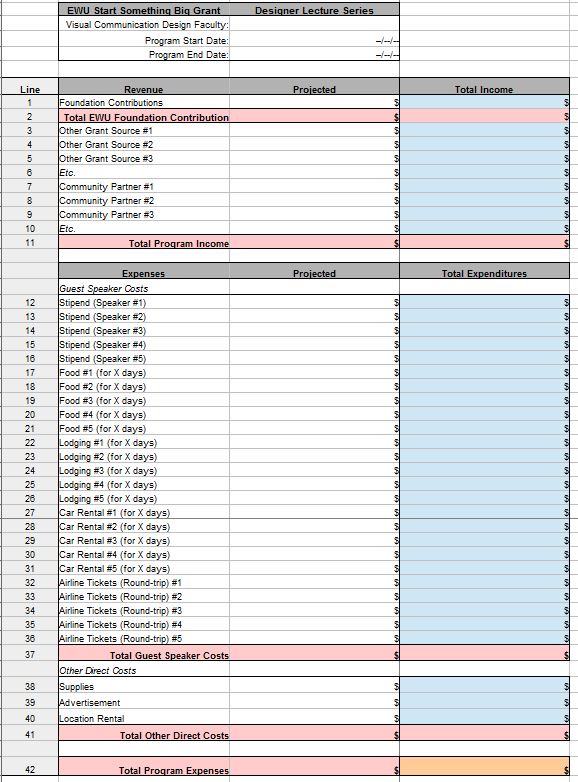 EWU Start Something Big Grant Designer Lecture Series
Visual Communication Design Faculty:
Program Start Date: --/--/--
Program End Date: --/--/--
Line Revenue Projected Total Income
1 Foundation Contributions $ $
2 Total EWU Foundation Contribution $ $
3 Other Grant Source #1 $ $
4 Other Grant Source #2 $ $
5 Other Grant Source #3 $ $
6 Etc. $ $
7 Community Partner #1 $ $
8 Community Partner #2 $ $
9 Community Partner #3 $ $
10 Etc. $ $
11 Total Program Income $ $
Expenses Projected Total Expenditures
Guest Speaker Costs
12 Stipend (Speaker #1) $ $
13 Stipend (Speaker #2) $ $
14 Stipend (Speaker #3) $ $
15 Stipend (Speaker #4) $ $
16 Stipend (Speaker #5) $ $
17 Food #1 (for X days) $ $
18 Food #2 (for X days) $ $
19 Food #3 (for X days) $ $
20 Food #4 (for X days) $ $
21 Food #5 (for X days) $ $
22 Lodging #1 (for X days) $ $
23 Lodging #2 (for X days) $ $
24 Lodging #3 (for X days) $ $
25 Lodging #4 (for X days) $ $
26 Lodging #5 (for X days) $ $
27 Car Rental #1 (for X days) $ $
28 Car Rental #2 (for X days) $ $
29 Car Rental #3 (for X days) $ $
30 Car Rental #4 (for X days) $ $
31 Car Rental #5 (for X days) $ $
32 Airline Tickets (Round-trip) #1 $ $
33 Airline Tickets (Round-trip) #2 $ $
34 Airline Tickets (Round-trip) #3 $ $
35 Airline Tickets (Round-trip) #4 $ $
36 Airline Tickets (Round-trip) #5 $ $
37 Total Guest Speaker Costs $ $
Other Direct Costs
38 Supplies $ $
39 Advertisement $ $
40 Location Rental $ $
41 Total Other Direct Costs $ $
42 Total Program Expenses $ $